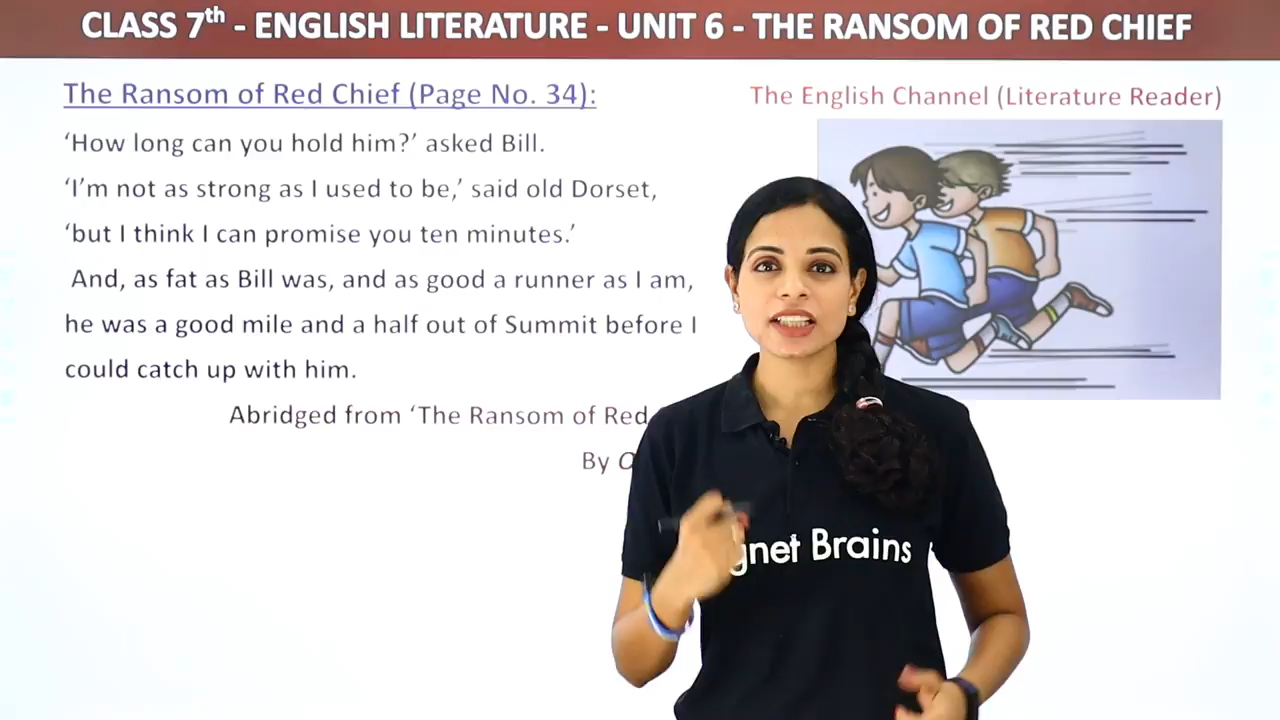 CLASS 7th - ENGLISH LITERATURE - UNIT 6 - THE RANSOM OF RED CHIEF
The Ransom of Red Chief (Page No. 34):
The English Channel (Literature Reader)
‘How long can you hold him?’ asked Bill.
‘I’m not as strong as I used to be,’ said old Dorset,
‘but I think I can promise you ten minutes.’
And, as fat as Bill was, and as good a runner as I am,
he was a good mile and a half out of Summit before I
could catch up with him.
Abridged from ‘The Ransom of Red
By
Brains